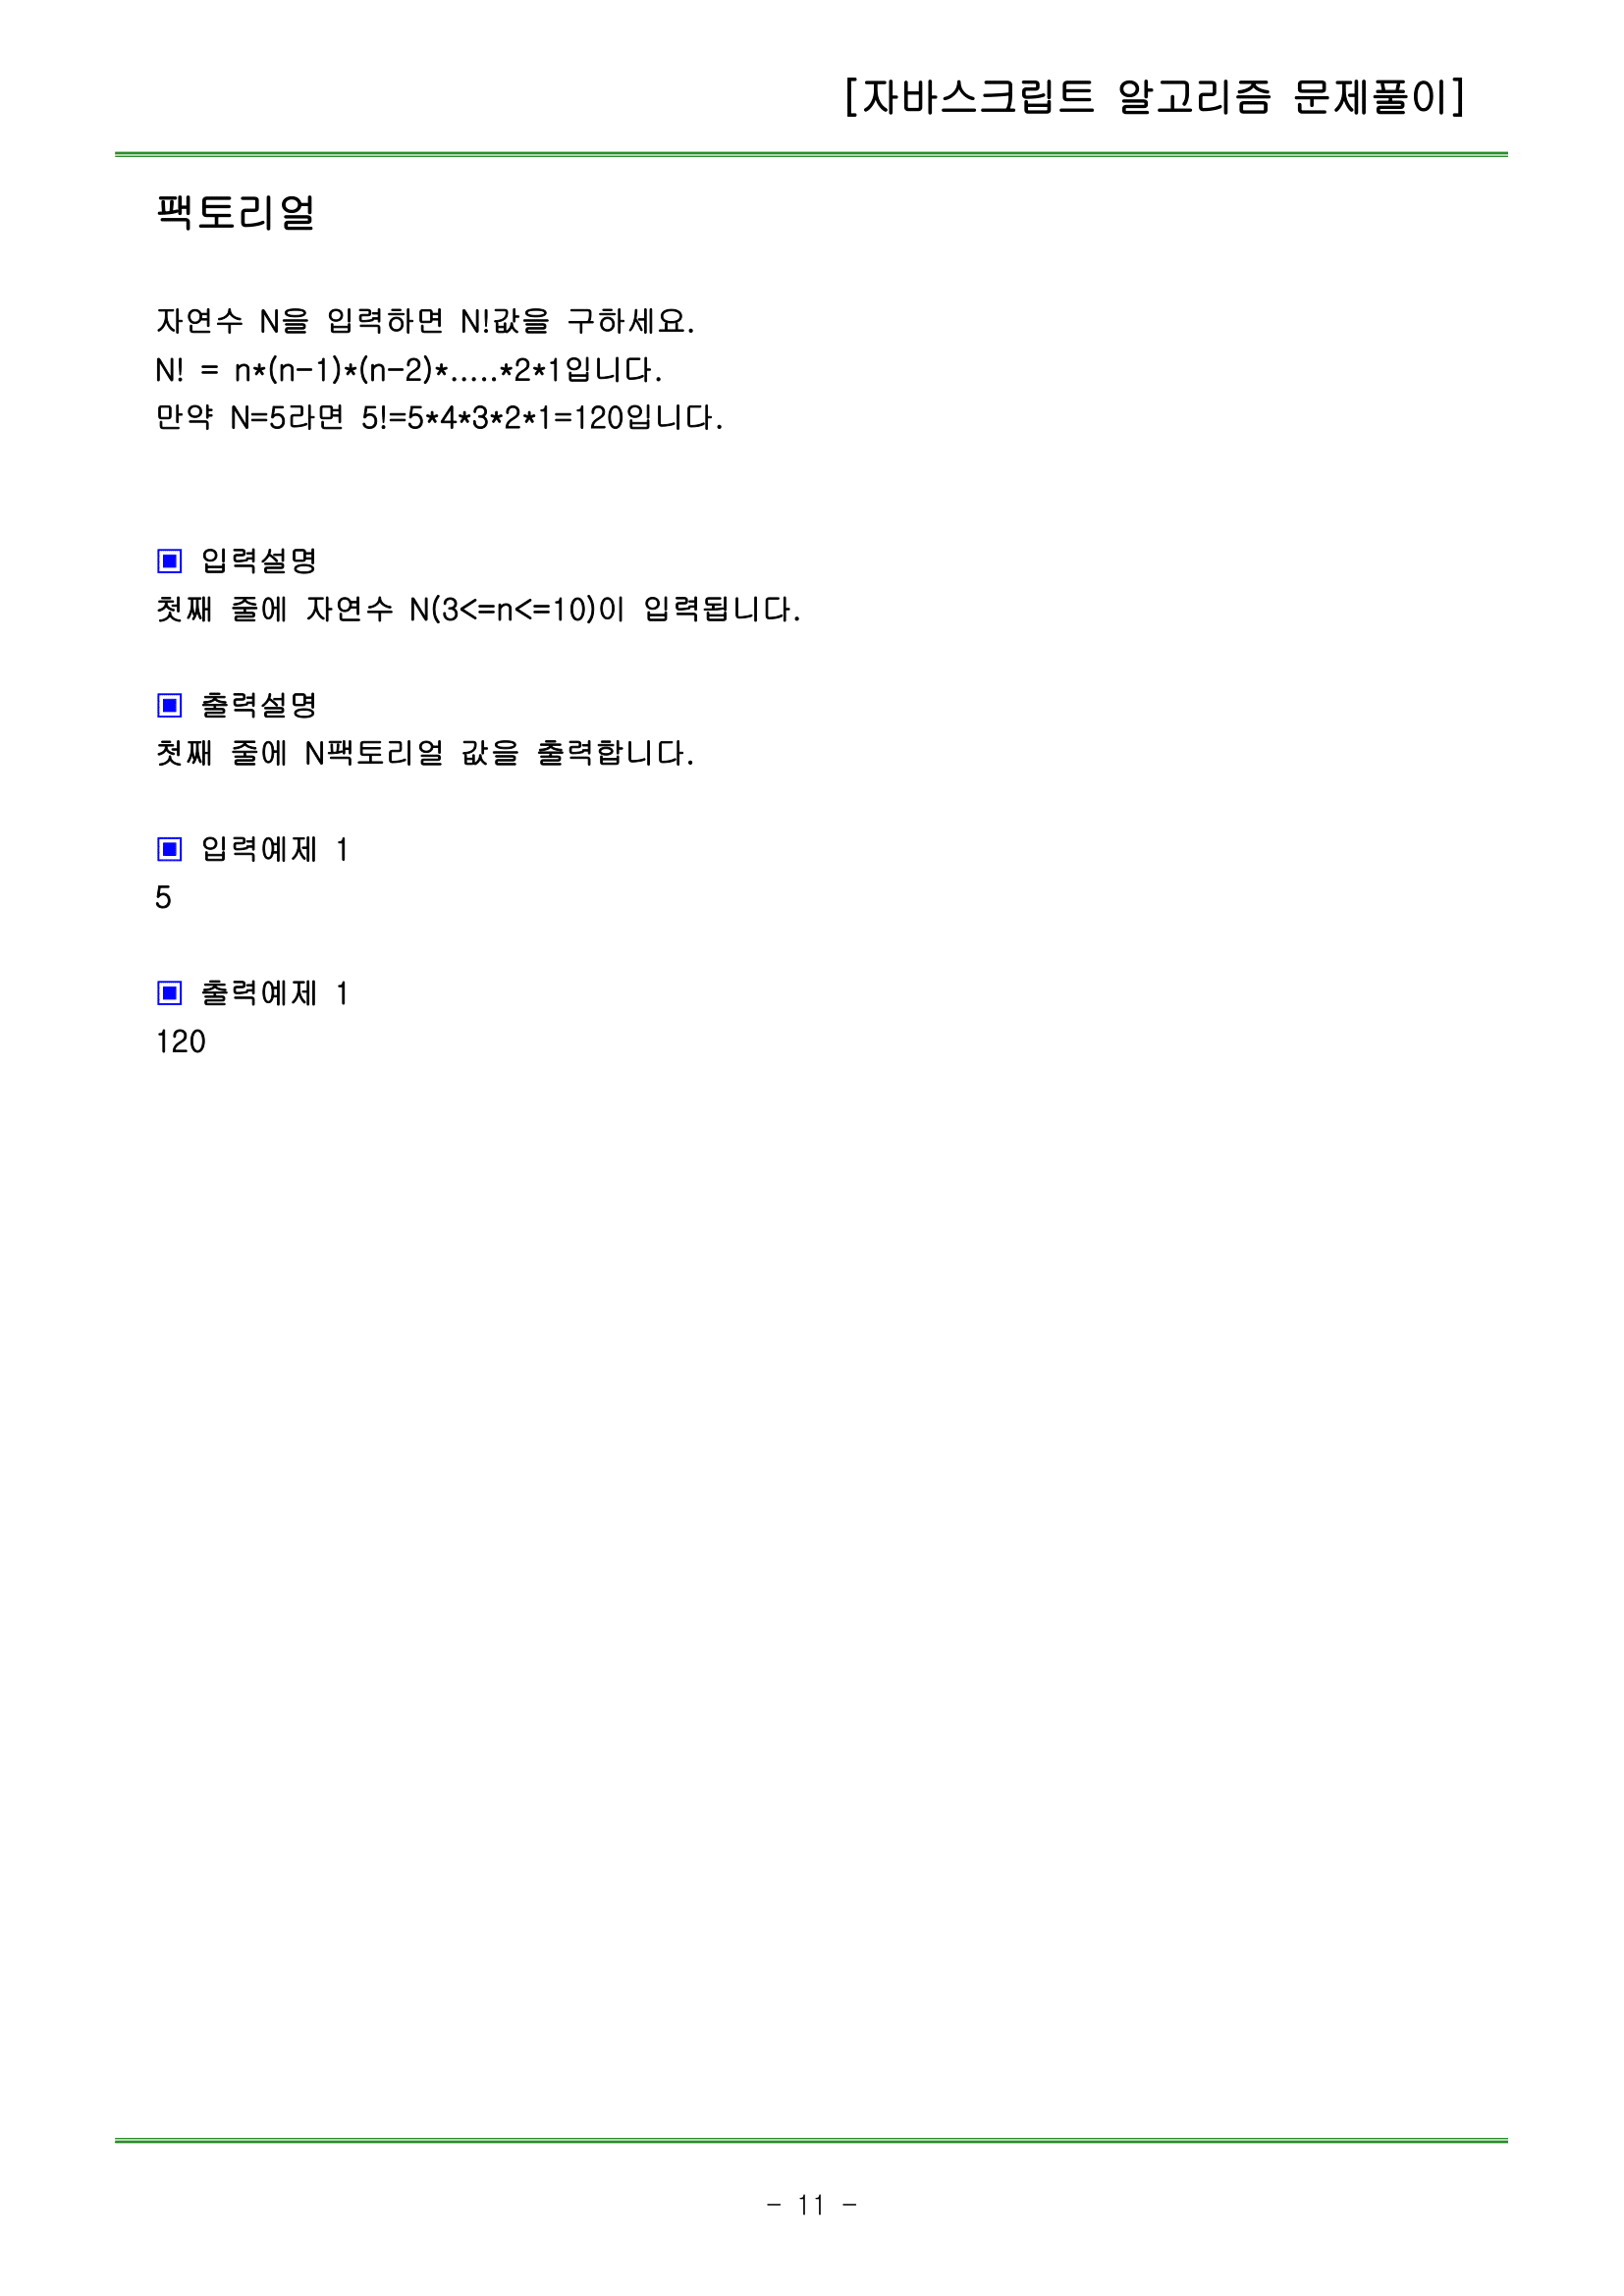 [자바스크립트 알고리즘 문제풀이]
팩토리얼
자연수 N을 입력하면 N!값을 구하세요.
N! = n*(n-1)*(n-2)*.....*2*1입니다.
만약 N=5라면 5!=5*4*3*2*1=120입니다.
▣ 입력설명
첫째 줄에 자연수 N(3<=n<=10)이 입력됩니다.
▣ 출력설명
첫째 줄에 N팩토리얼 값을 출력합니다.
▣ 입력예제 1
5
▣ 출력예제 1
120
- 11 -